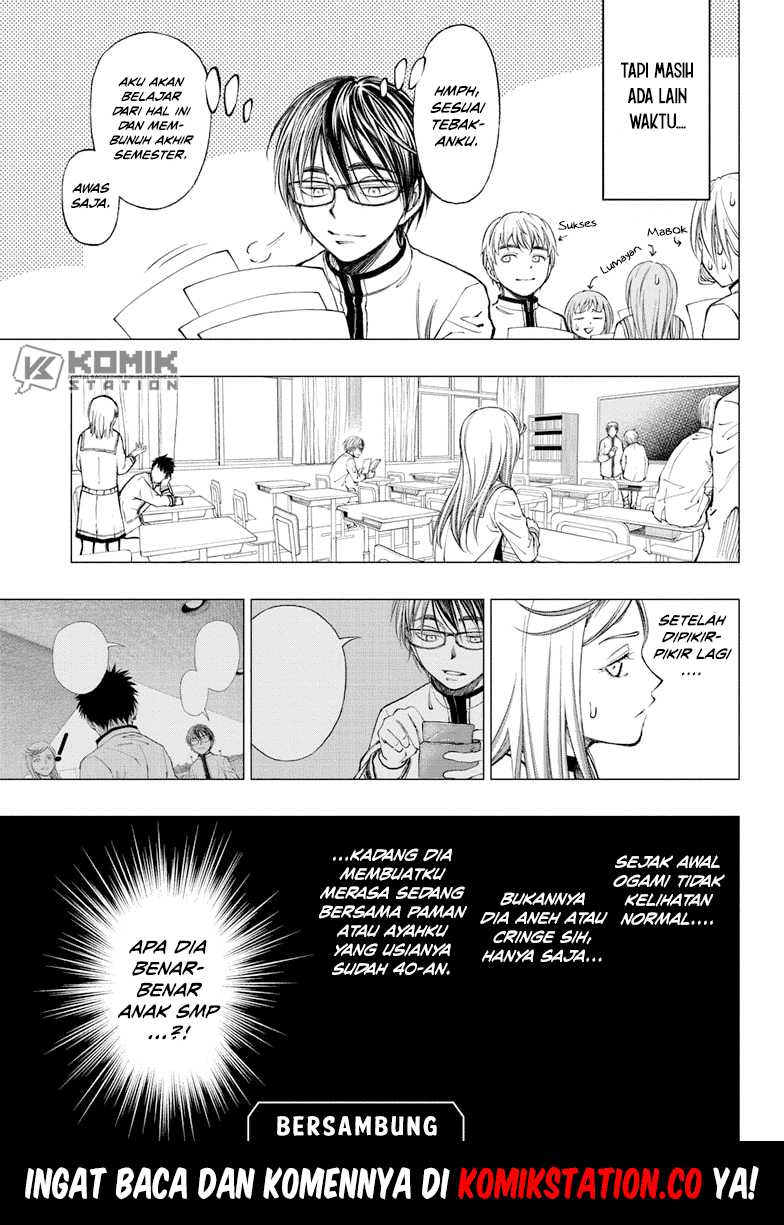 TAPI MASIH
ADA LAIN
WAKTU....
HMPH,
SESUAI
TEBAK-
ANKU.
AKU AKAN
BELAJAR
DARI HAL INI
DAN MEM-
BUNUH AKHIR
SEMESTER.
AWAS
SAJA.
Sukses
Lumayan
MABOK
KOMIK
STATION
SETELAH
DIPIKIR-
PIKIR LAGI
....
!
SEJAK AWAL
OGAMI TIDAK
KELIHATAN
NORMAL....
BUKANNYA
DIA ANEH ATAU
CRINGE SIH,
HANYA SAJA...
...KADANG DIA
MEMBUATKU
MERASA SEDANG
BERSAMA PAMAN
ATAU AYAHKU
YANG USIANYA
SUDAH 40-AN.
APA DIA
BENAR-
BENAR
ANAK SMP
...?!
BERSAMBUNG
INGAT BACA DAN KOMENNYA DI KOMIKSTATION.CO YA!